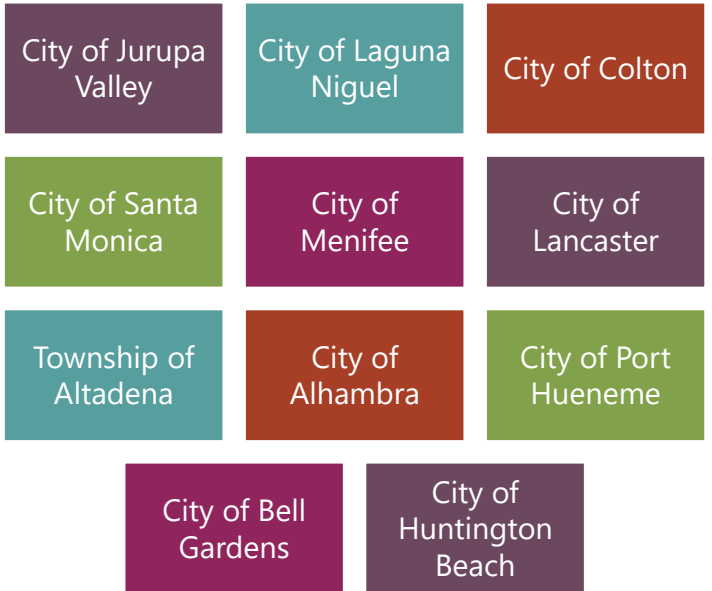 City of Jurupa
Valley
City of Laguna
Niguel
City of Colton
City of Santa
Monica
City of
Menifee
City of
Lancaster
Township of
Altadena
City of
Alhambra
City of Port
Hueneme
City of Bell
Gardens
City of
Huntington
Beach